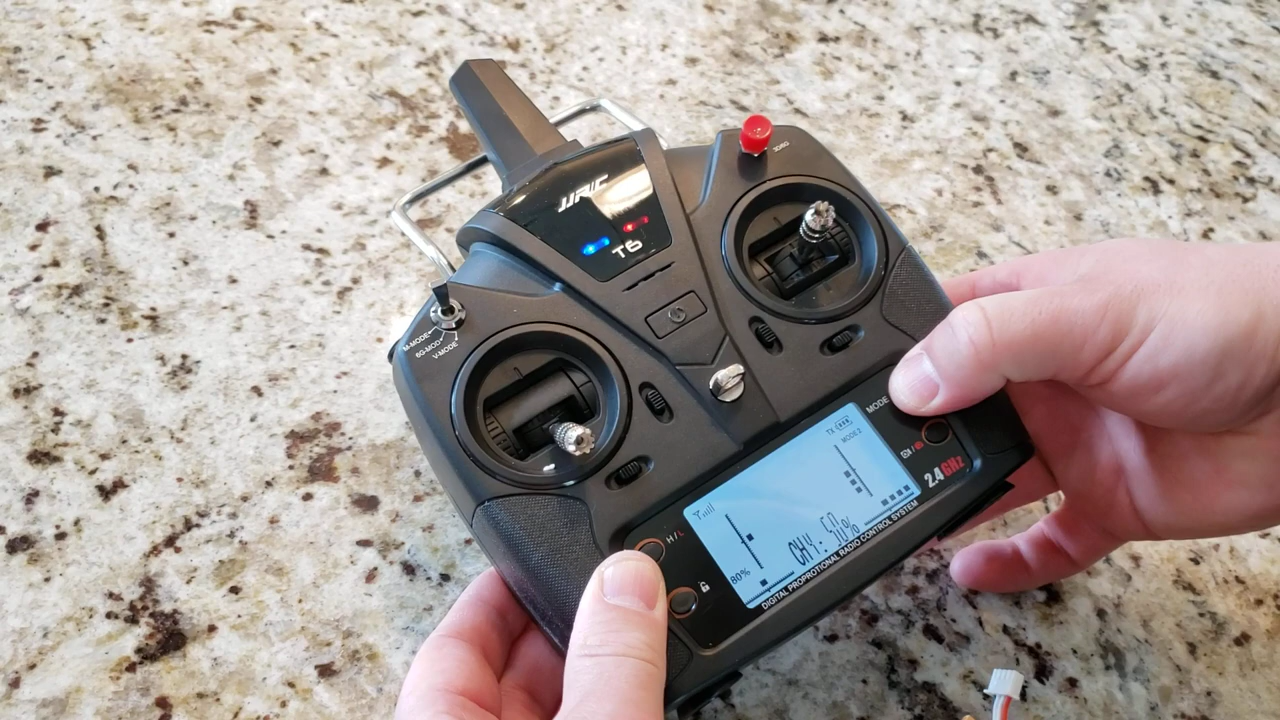 JJRC
T6
3D/6G
M-MODE
6G-MODE
V-MODE
MODE
TX
MODE 2
H/L
80%
CH4: 50%
2.4GHz
DIGITAL PROPROTIONAL RADIO CONTROL SYSTEM